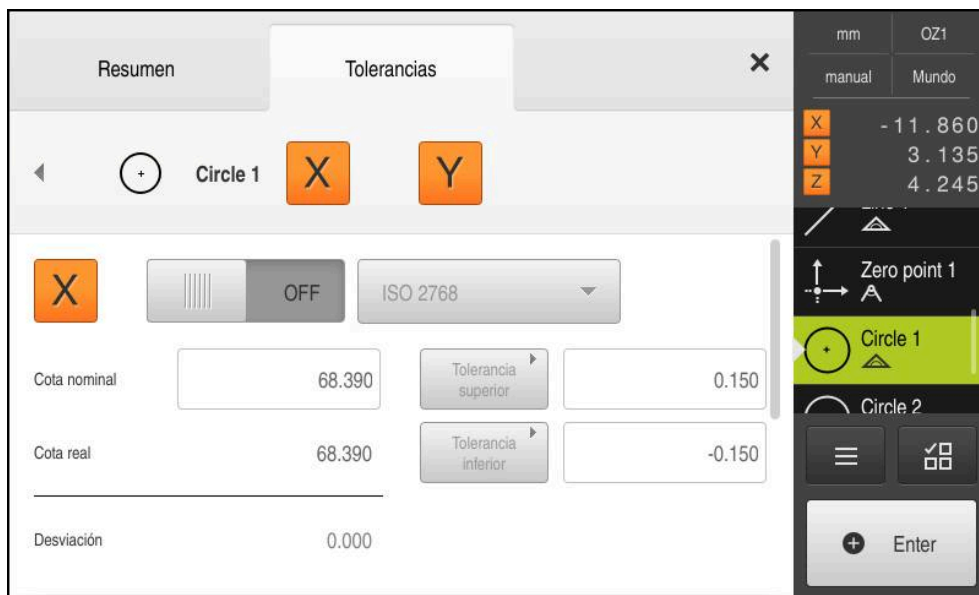 Resumen
Tolerancias
Circle 1
X
Y
X
OFF
ISO 2768
Cota nominal
68.390
Tolerancia
superior
0.150
Cota real
68.390
Tolerancia
inferior
-0.150
Desviación
0.000
mm
OZ1
manual
Mundo
X -11.860
Y 3.135
Z 4.245
Zero point 1
Circle 1
Circle 2
Enter